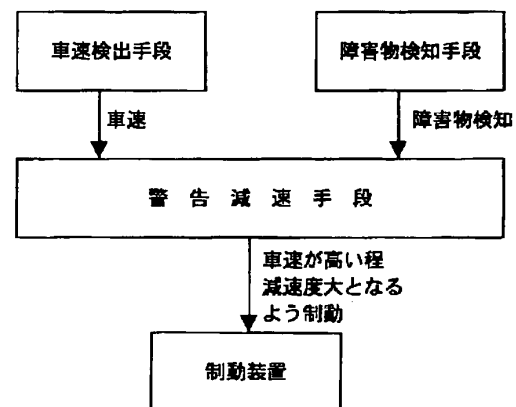 車速検出手段
障害物検知手段
車速
障害物検知
警告減速手段
車速が高い程
減速度大となる
よう制動
制動装置